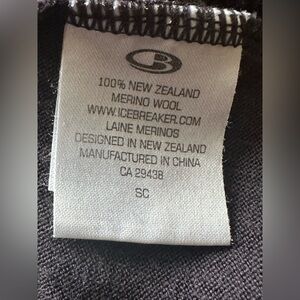 100% NEW ZEALAND
MERINO WOOL
WWW.ICEBREAKER.COM
LAINE MERINOS
DESIGNED IN NEW ZEALAND
MANUFACTURED IN CHINA
CA 29438
SC